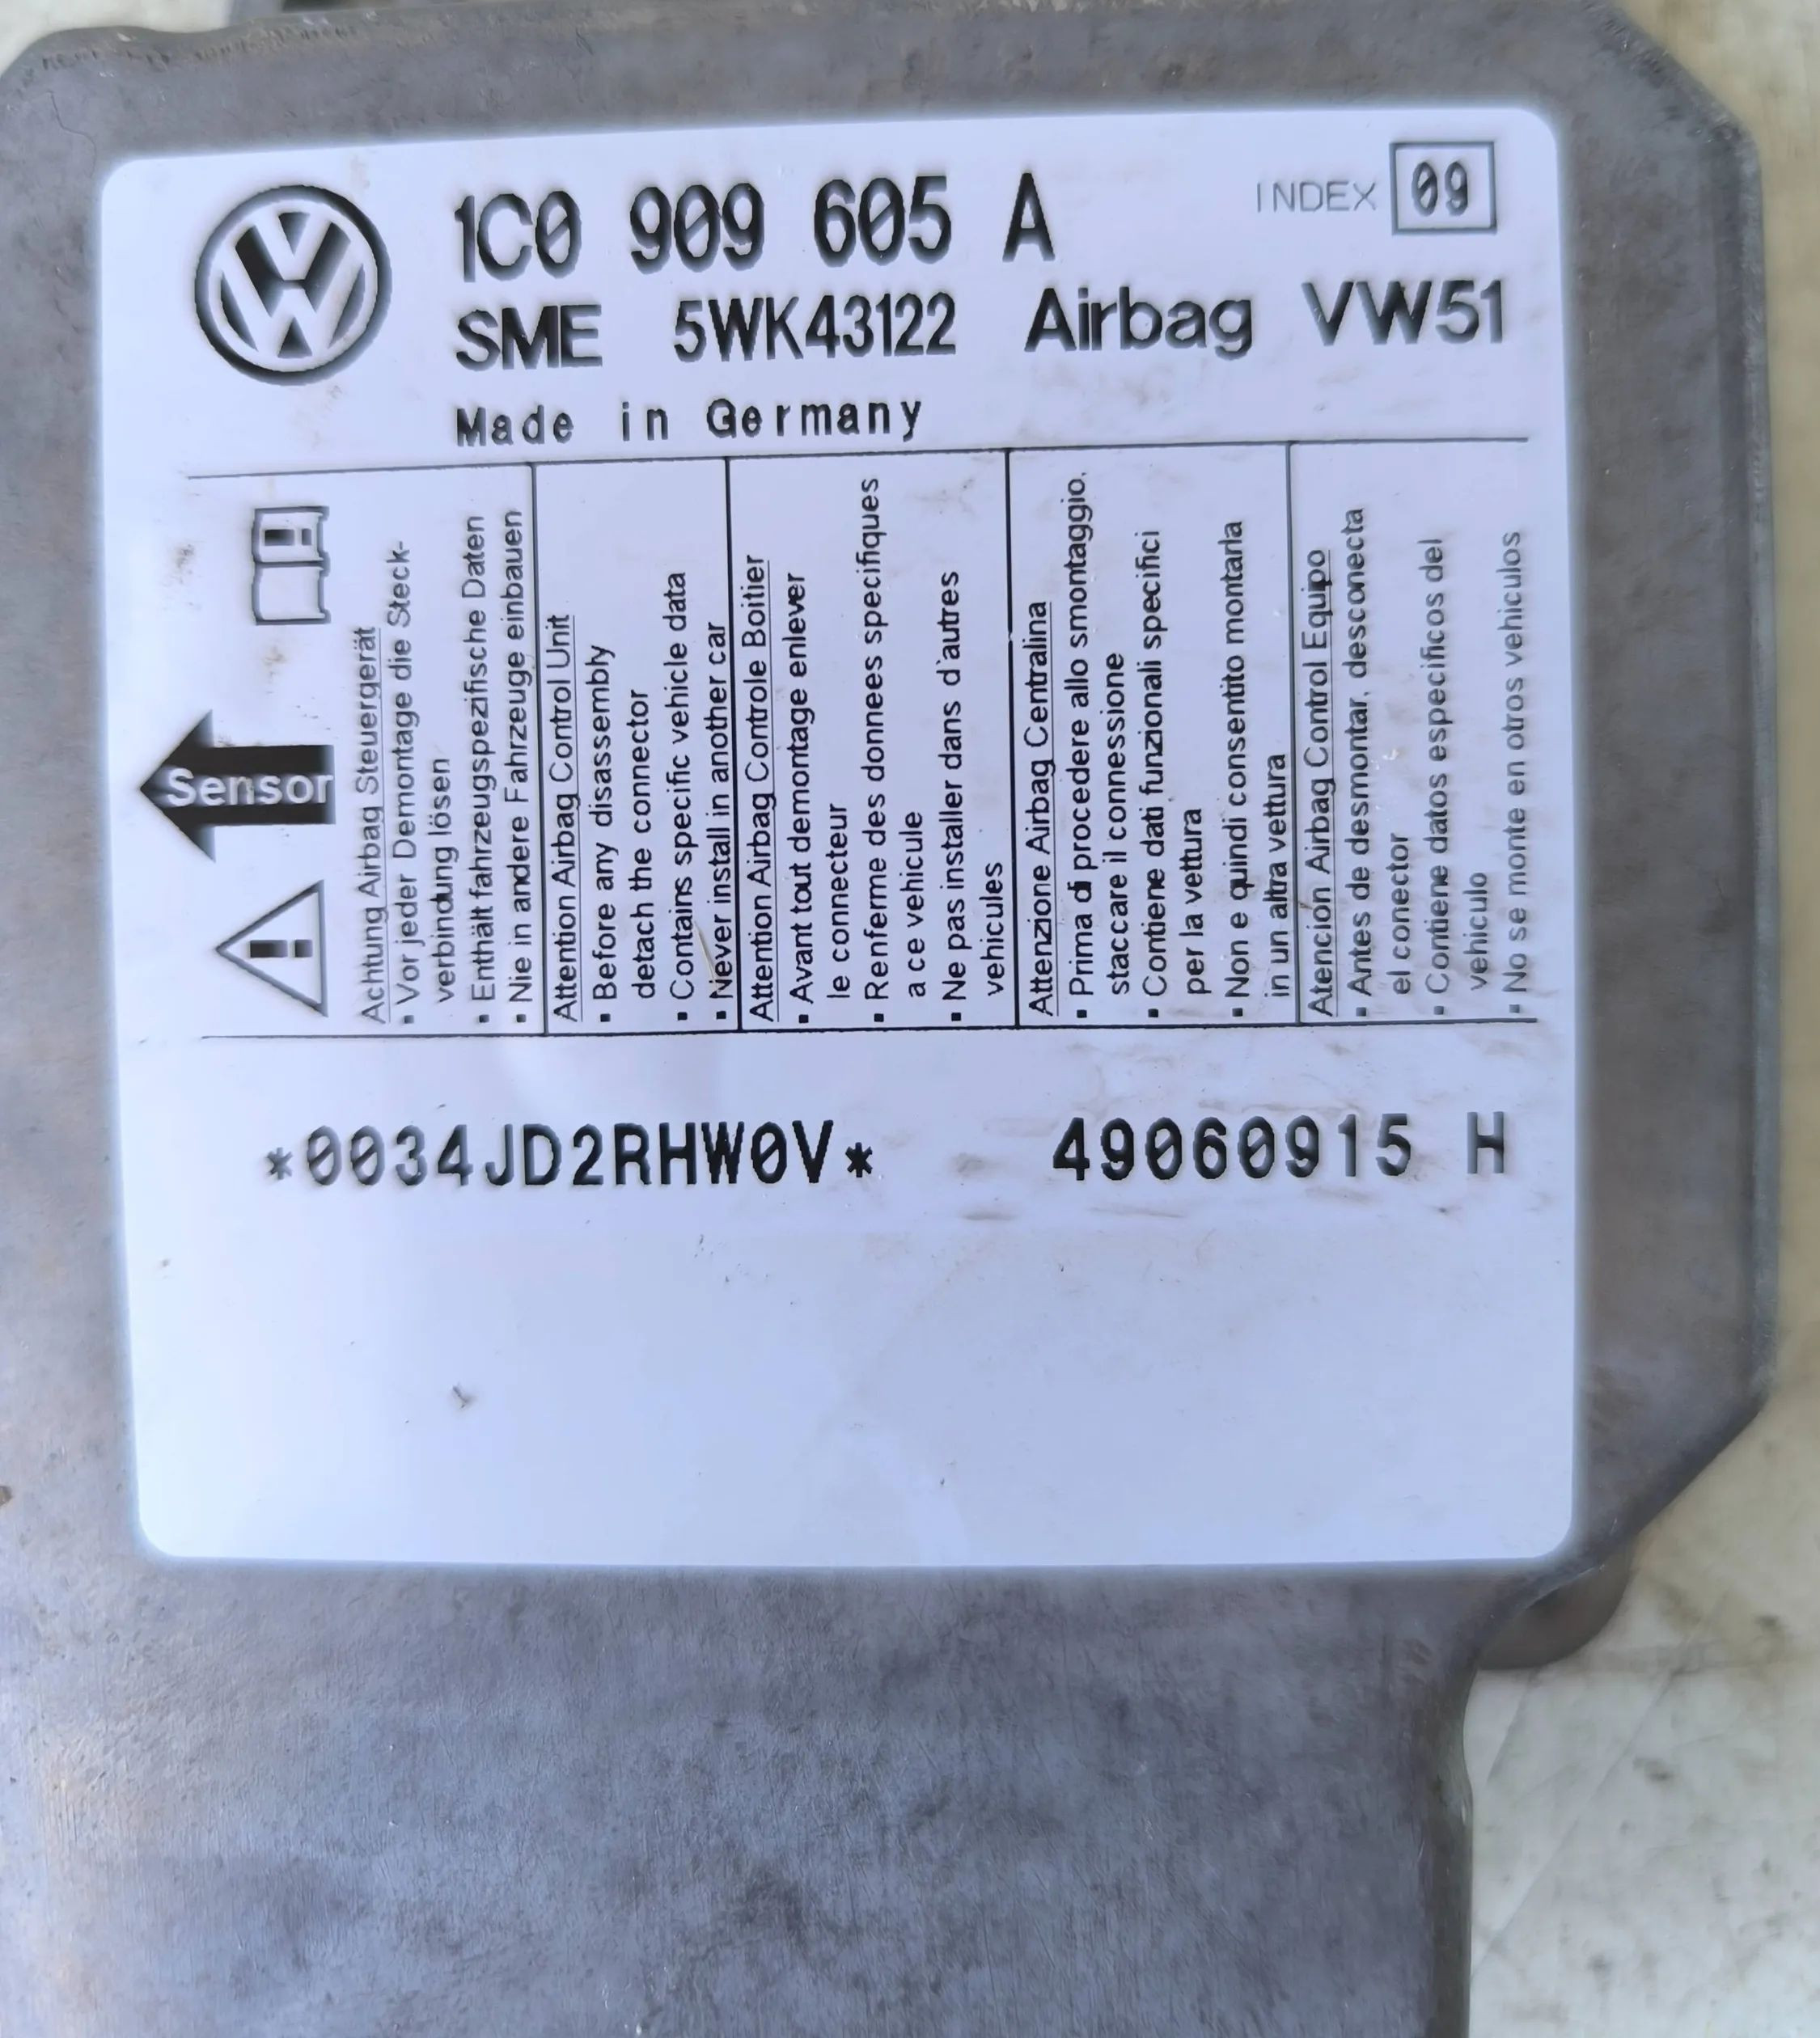 1C0 909 605 A INDEX 09
SME 5WK43122 Airbag VW51
Made in Germany
Sensor
Achtung Airbag Steuergerät
▪ Vor jeder Demontage die Steck-
verbindung lösen
▪ Enthält fahrzeugspezifische Daten
▪ Nie in andere Fahrzeuge einbauen
Attention Airbag Control Unit
▪ Before any disassembly
detach the connector
▪ Contains specific vehicle data
▪ Never install in another car
Attention Airbag Controle Boitier
▪ Avant tout demontage enlever
le connecteur
▪ Renferme des donnees specifiques
a ce vehicule
▪ Ne pas installer dans d'autres
vehicules
Attenzione Airbag Centralina
▪ Prima di procedere allo smontaggio,
staccare il connessione
▪ Contiene dati funzionali specifici
per la vettura
▪ Non e quindi consentito montarla
in un altra vettura
Atención Airbag Control Equipo
▪ Antes de desmontar, desconecta
el conector
▪ Contiene datos especificos del
vehiculo
▪ No se monte en otros vehiculos
*0034JD2RHW0V* 49060915 H